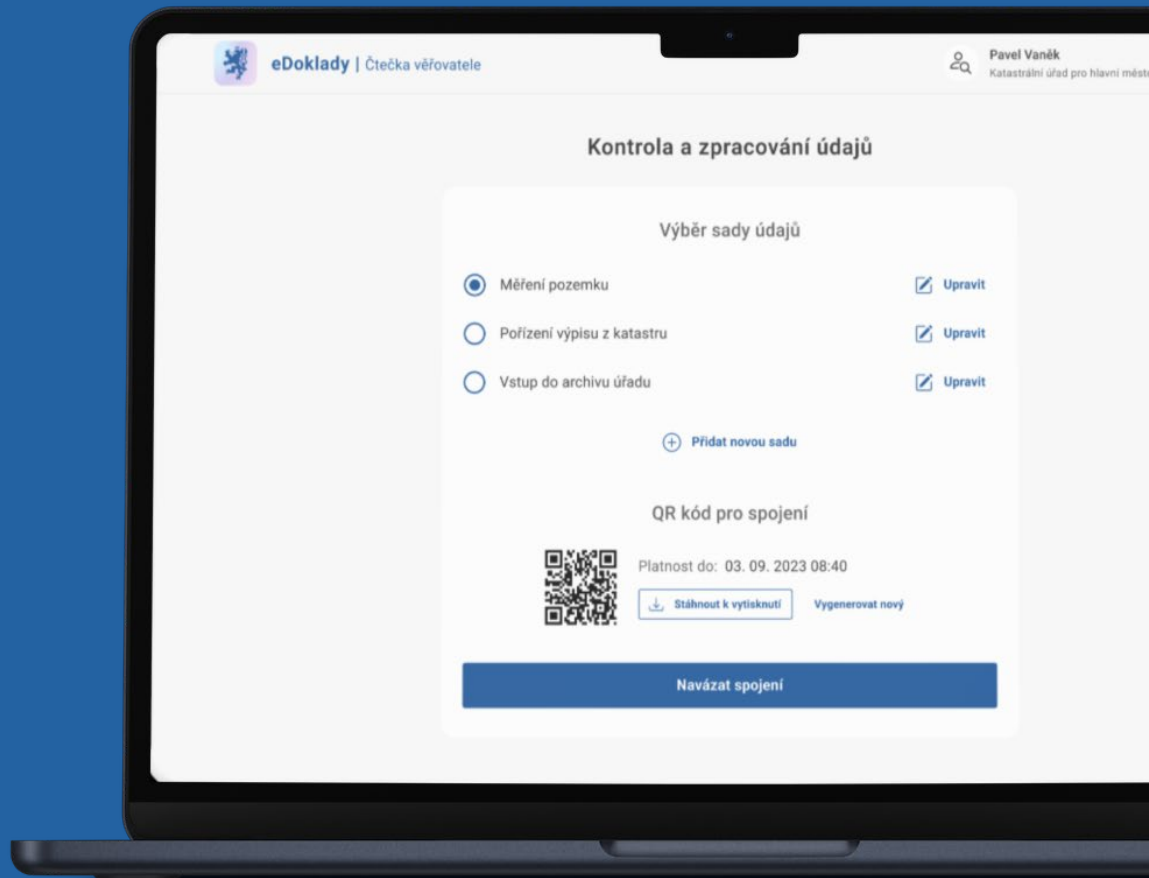 eDoklady | Čtečka věřovatele
Pavel Vaněk
Katastrální úřad pro hlavní město
Kontrola a zpracování údajů
Výběr sady údajů
Měření pozemku
Upravit
Pořízení výpisu z katastru
Upravit
Vstup do archivu úřadu
Upravit
Přidat novou sadu
QR kód pro spojení
Platnost do: 03. 09. 2023 08:40
Stáhnout k vytisknutí
Vygenerovat nový
Navázat spojení